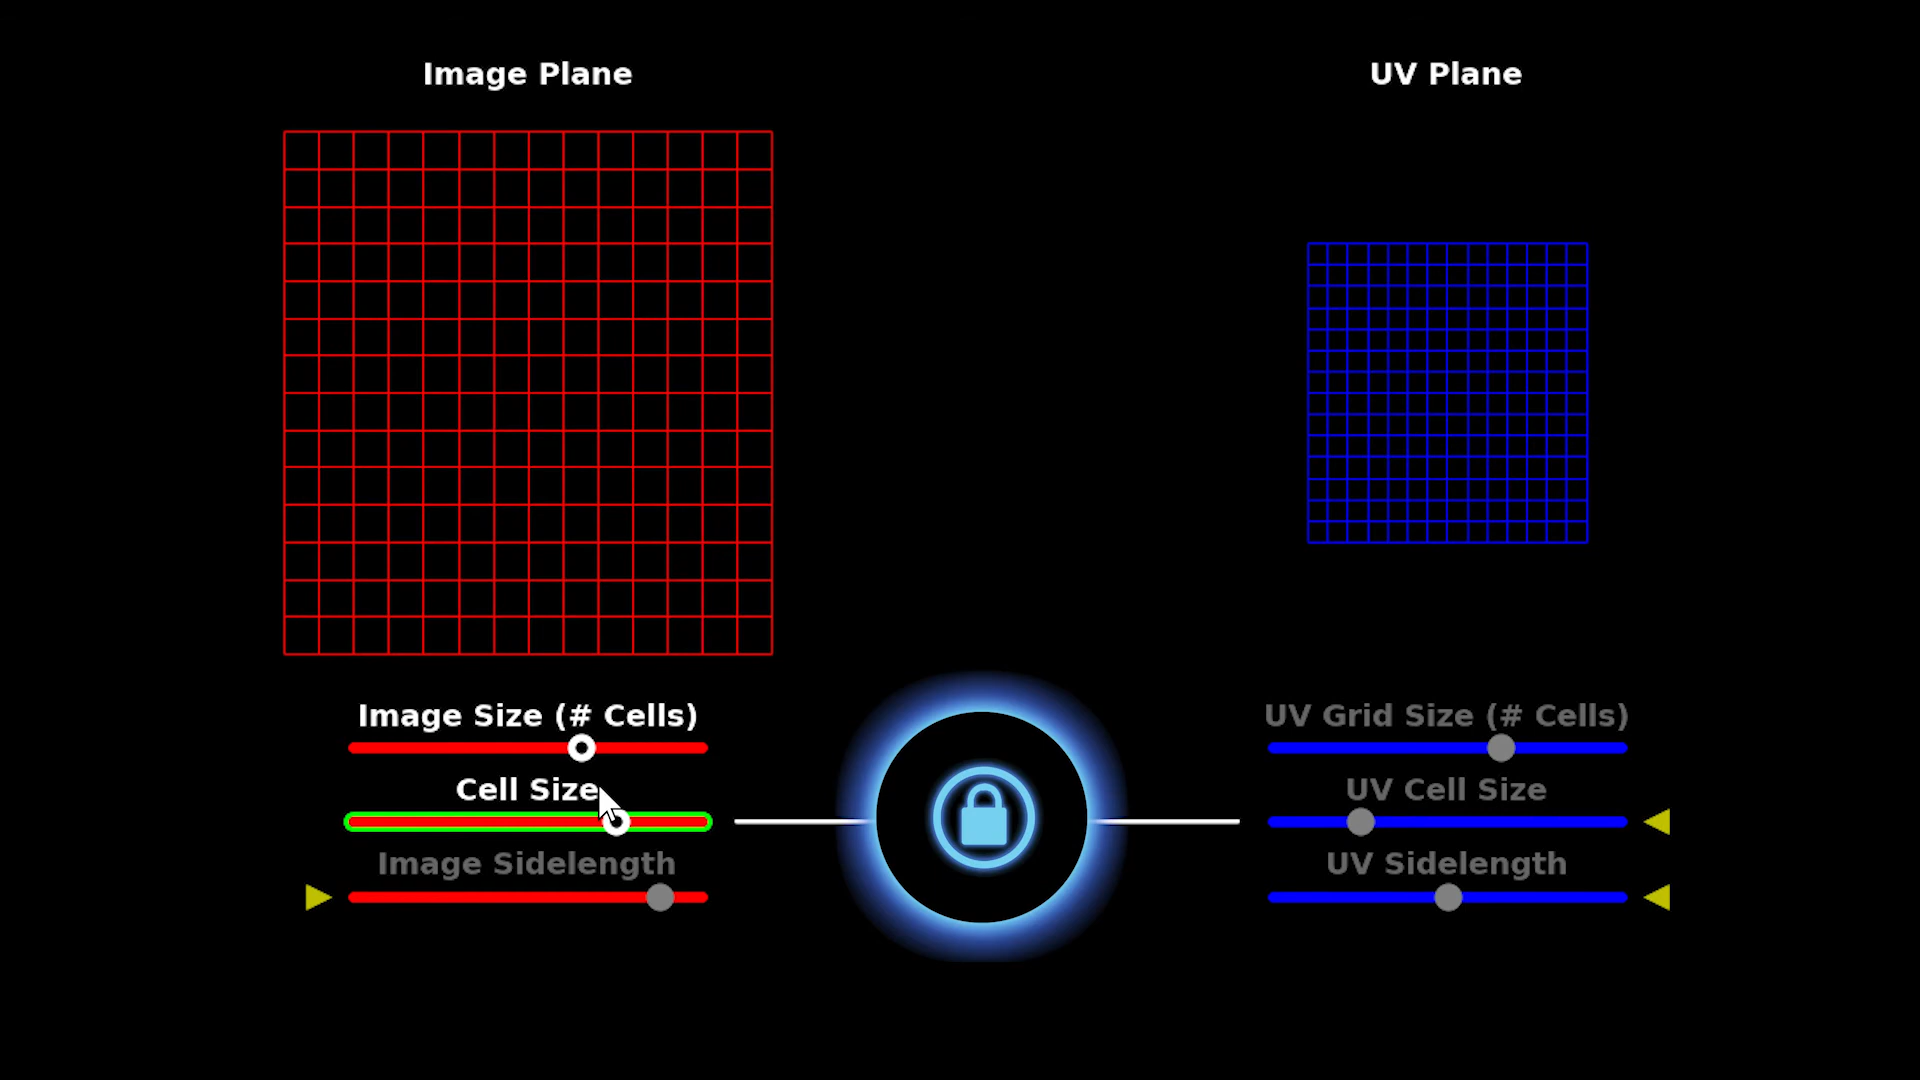 Image Plane
UV Plane
Image Size (# Cells)
Cell Size
Image Sidelength
UV Grid Size (# Cells)
UV Cell Size
UV Sidelength